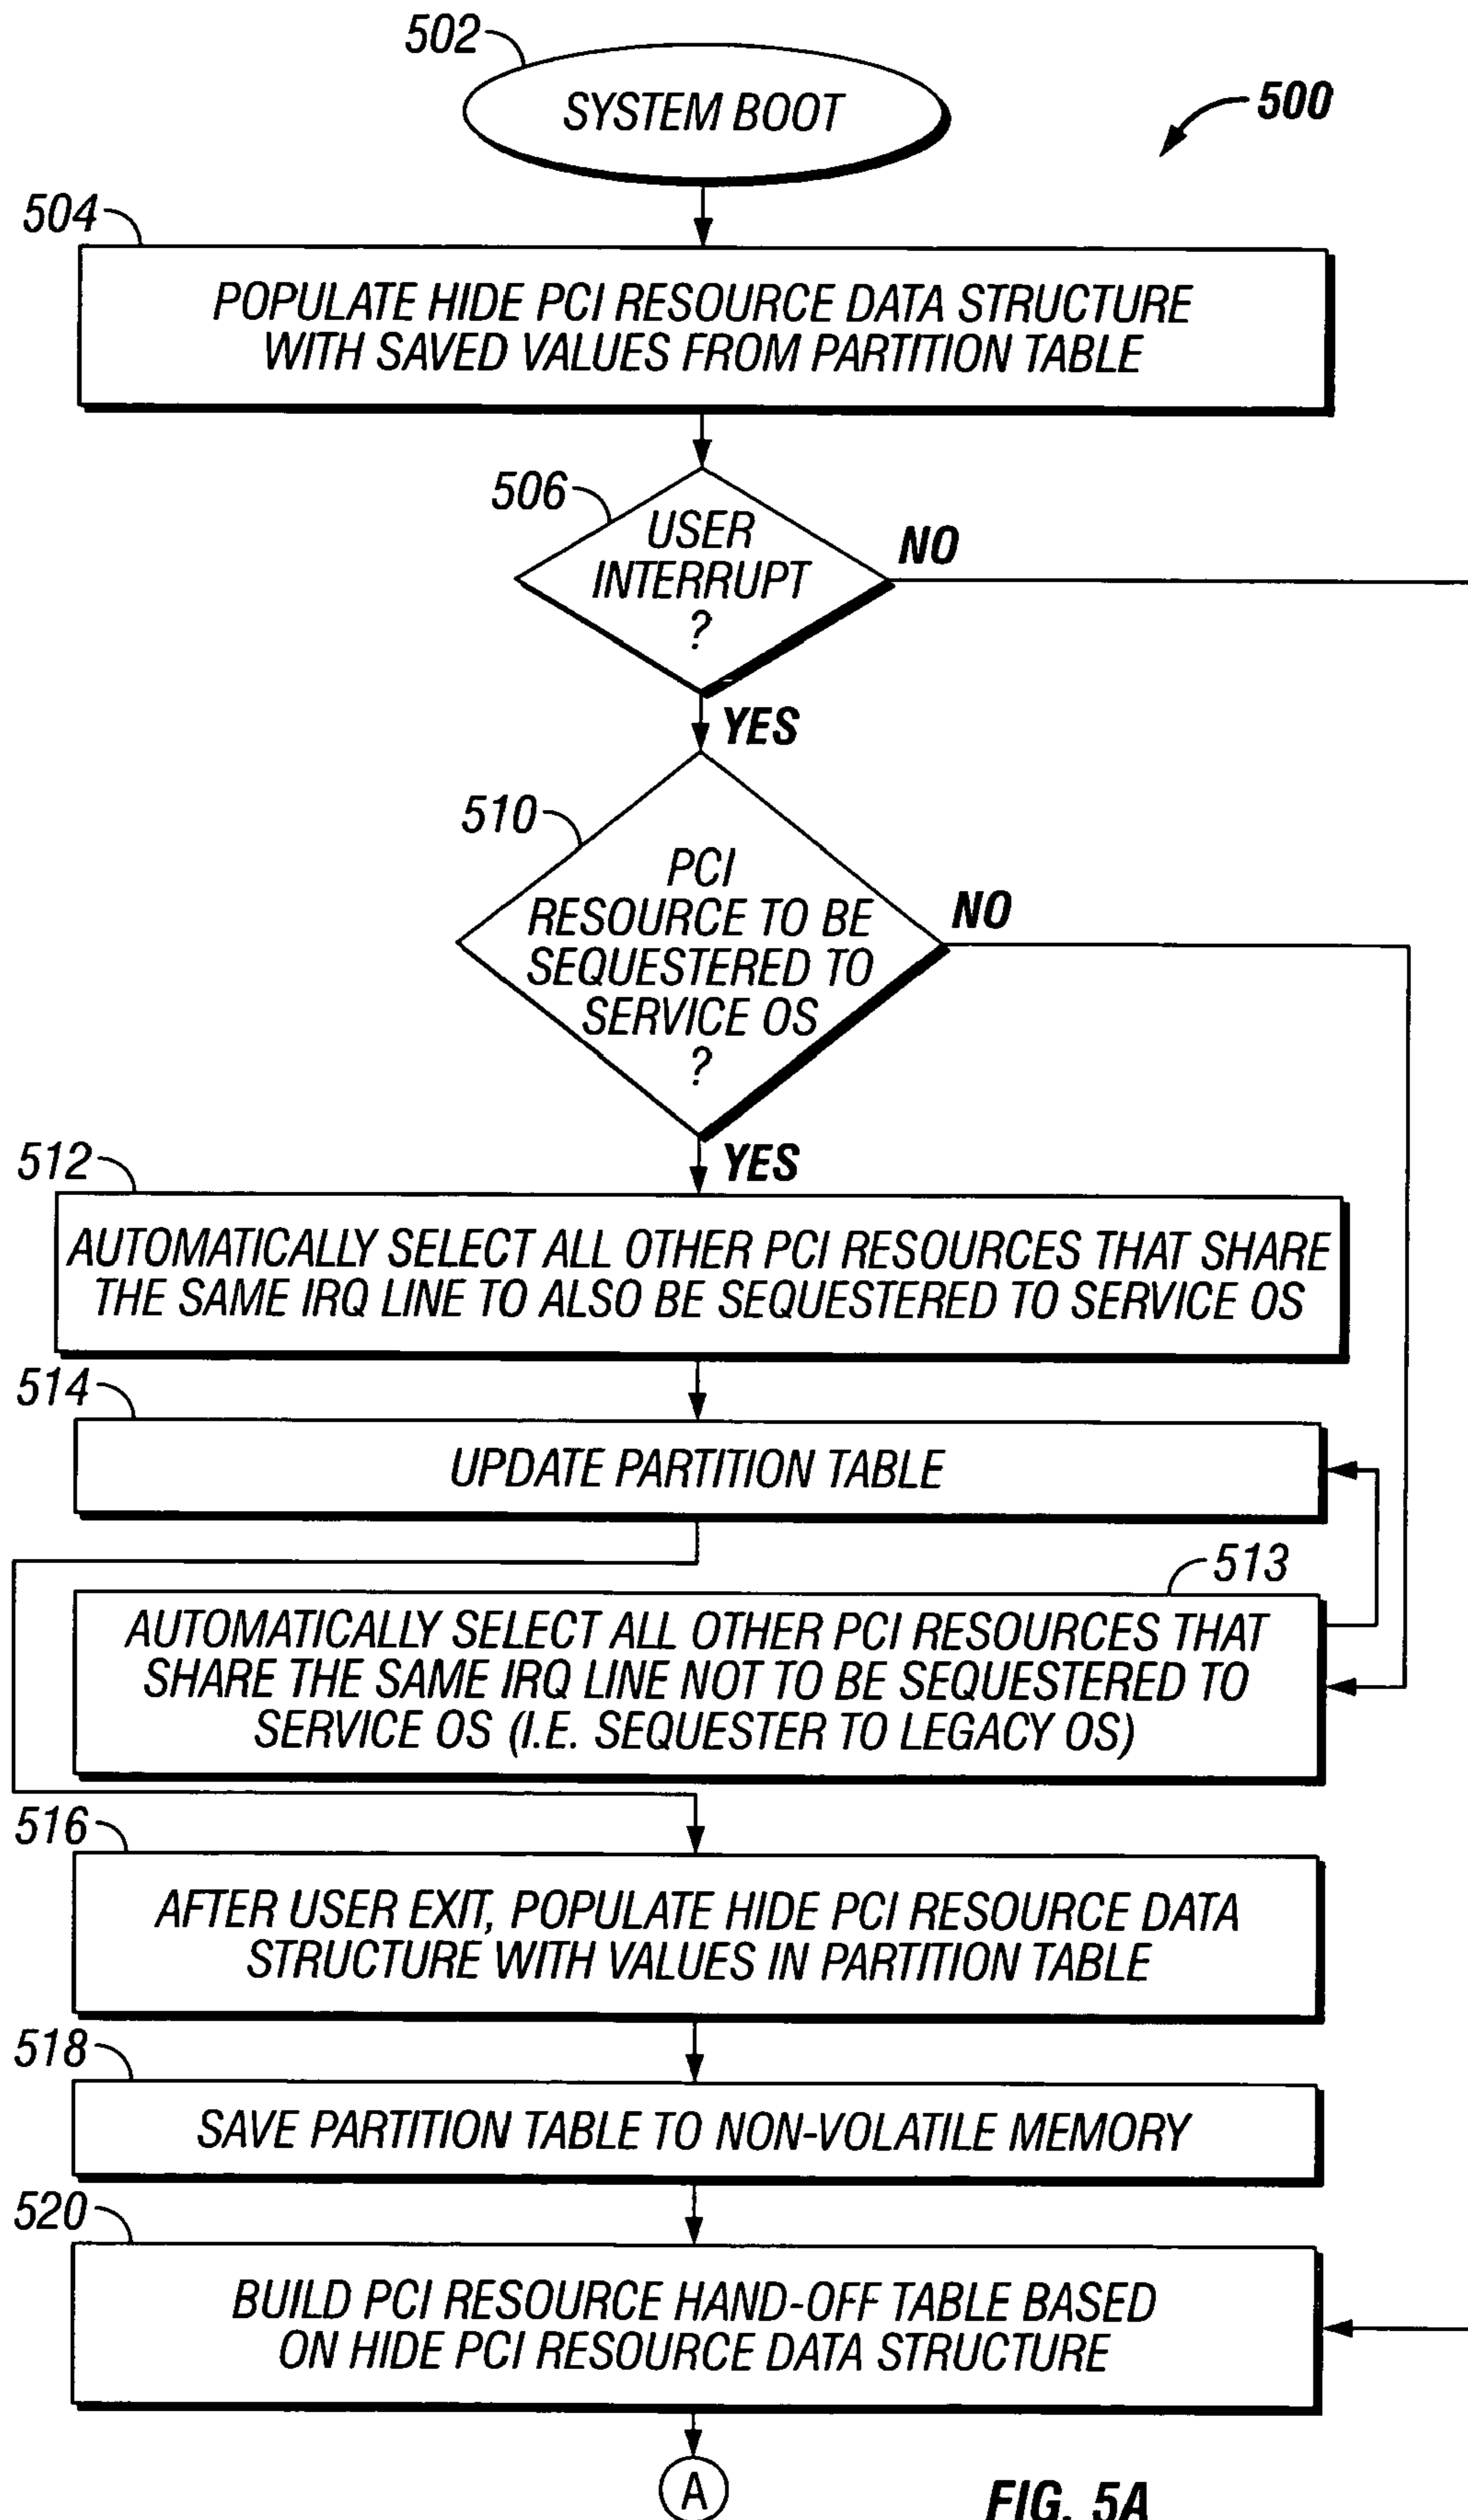 502
SYSTEM BOOT
500
504
POPULATE HIDE PCI RESOURCE DATA STRUCTURE
WITH SAVED VALUES FROM PARTITION TABLE
506
USER
INTERRUPT
?
NO
YES
510
PCI
RESOURCE TO BE
SEQUESTERED TO
SERVICE OS
?
NO
YES
512
AUTOMATICALLY SELECT ALL OTHER PCI RESOURCES THAT SHARE
THE SAME IRQ LINE TO ALSO BE SEQUESTERED TO SERVICE OS
514
UPDATE PARTITION TABLE
513
AUTOMATICALLY SELECT ALL OTHER PCI RESOURCES THAT
SHARE THE SAME IRQ LINE NOT TO BE SEQUESTERED TO
SERVICE OS (I.E. SEQUESTER TO LEGACY OS)
516
AFTER USER EXIT, POPULATE HIDE PCI RESOURCE DATA
STRUCTURE WITH VALUES IN PARTITION TABLE
518
SAVE PARTITION TABLE TO NON-VOLATILE MEMORY
520
BUILD PCI RESOURCE HAND-OFF TABLE BASED
ON HIDE PCI RESOURCE DATA STRUCTURE
A
FIG. 5A